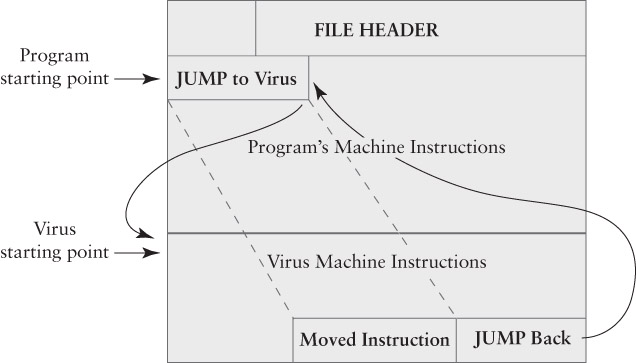 FILE HEADER
Program
starting point
JUMP to Virus
Program's Machine Instructions
Virus
starting point
Virus Machine Instructions
Moved Instruction
JUMP Back